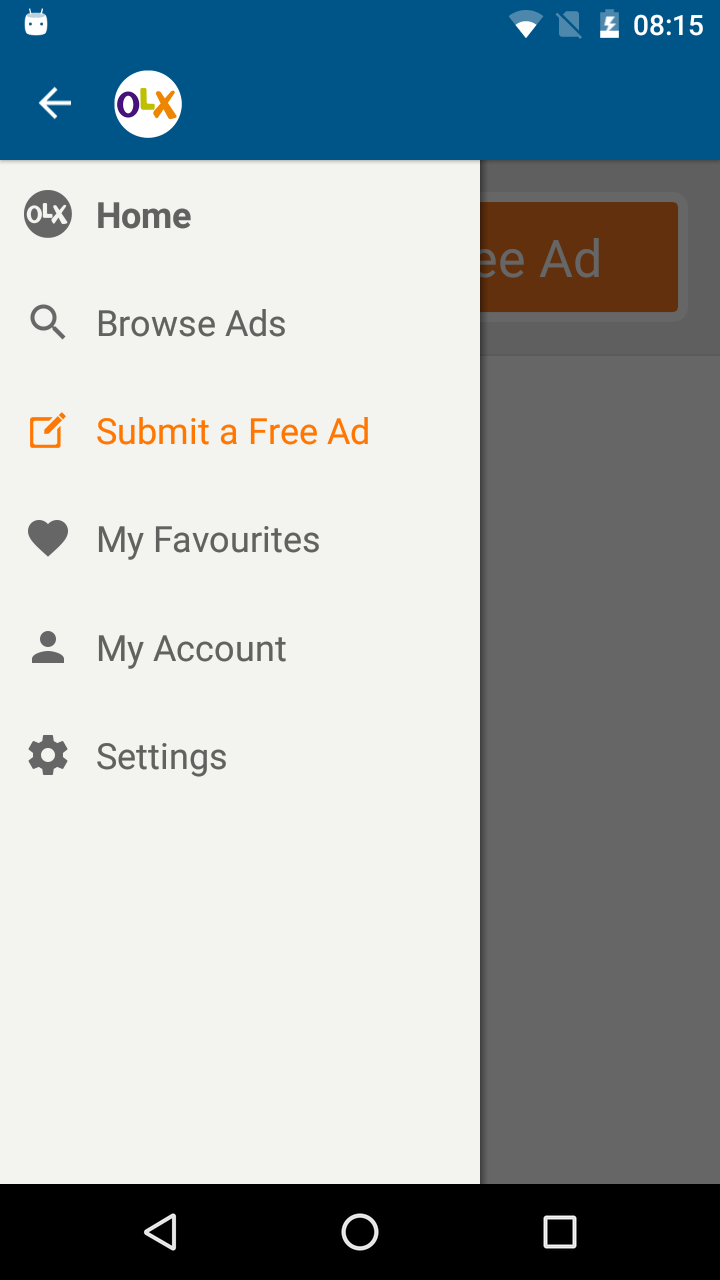 08:15
OLX
OLX Home
ee Ad
Browse Ads
Submit a Free Ad
My Favourites
My Account
Settings